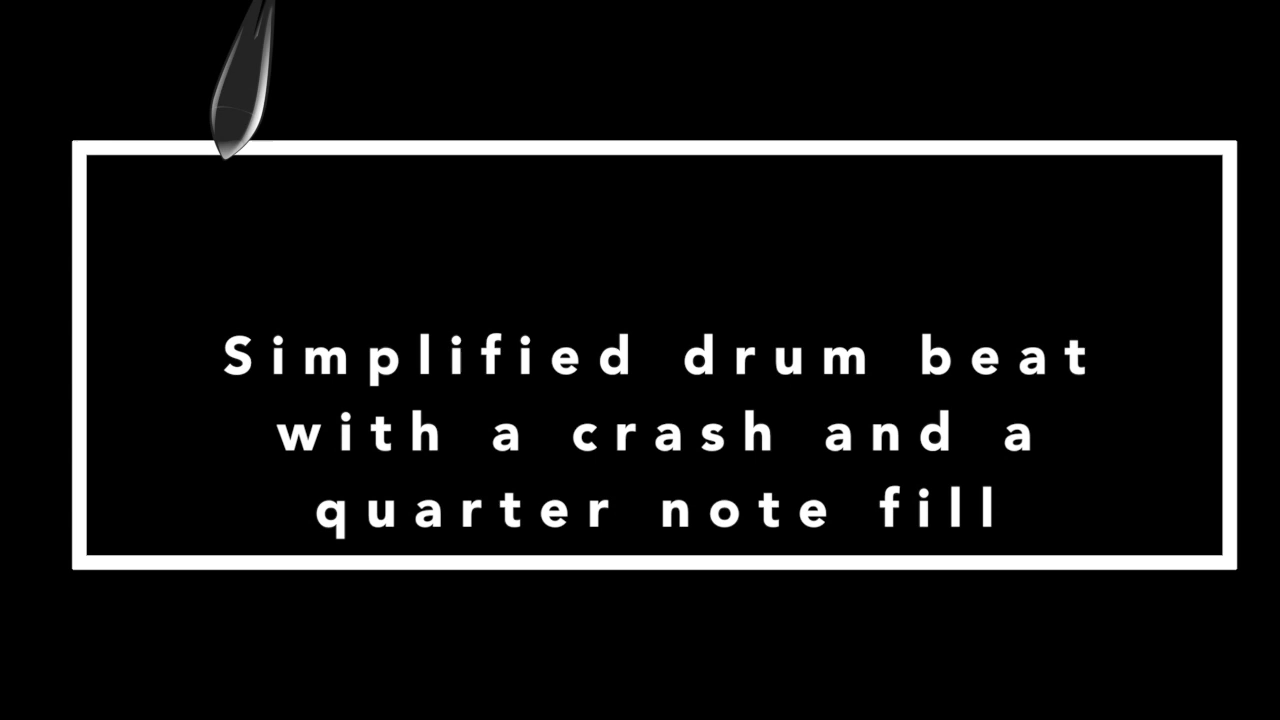 Simplified drum beat
with a crash and a
quarter note fill